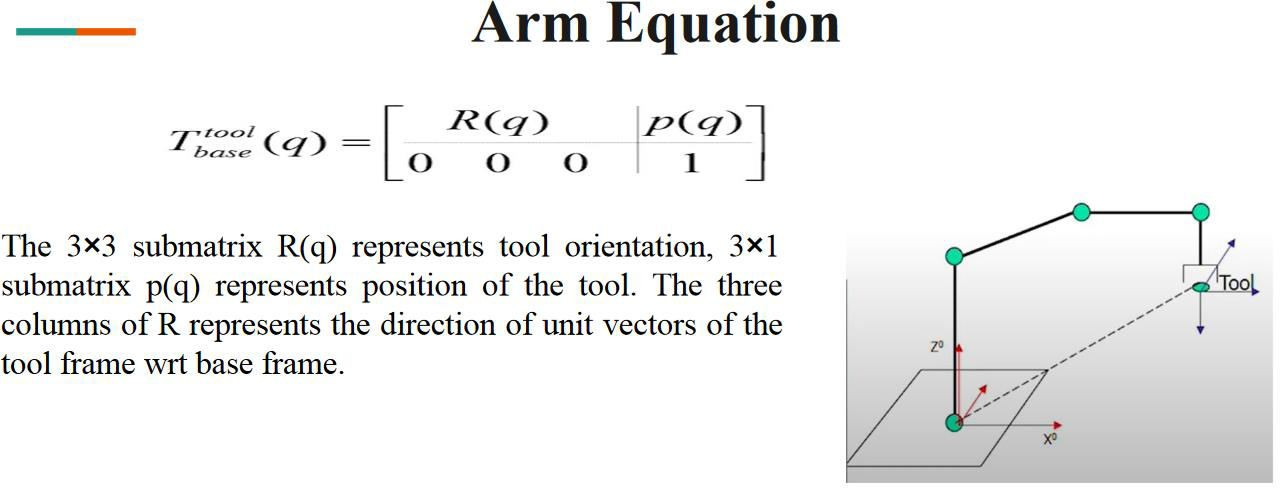 Arm Equation
T^{tool}_{base}(q) = [ R(q) | p(q) ]
0 0 0 | 1
The 3×3 submatrix R(q) represents tool orientation, 3×1
submatrix p(q) represents position of the tool. The three
columns of R represents the direction of unit vectors of the
tool frame wrt base frame.
Tool
Z⁰
X⁰